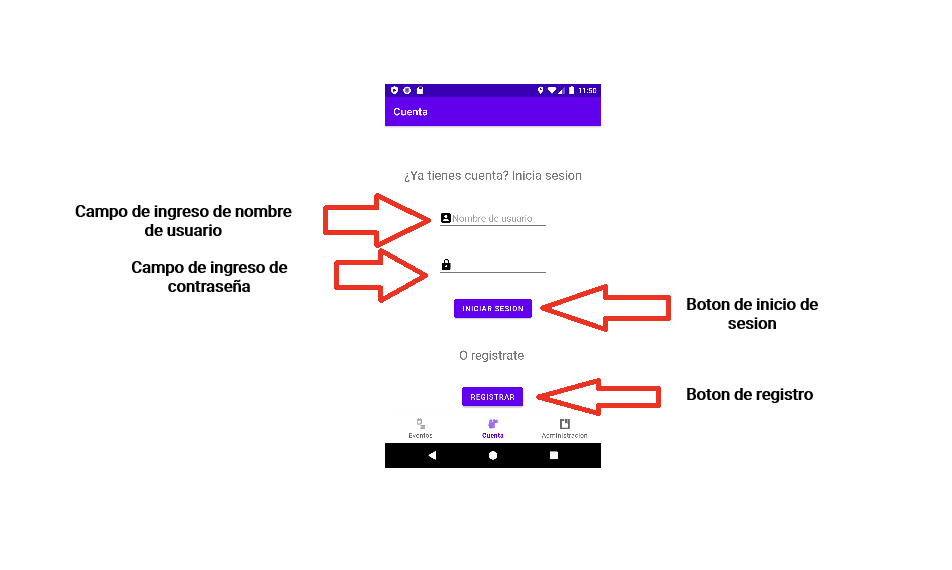 11:50
Cuenta
¿Ya tienes cuenta? Inicia sesion
Campo de ingreso de nombre
de usuario
Nombre de usuario
Campo de ingreso de
contraseña
INICIAR SESION
Boton de inicio de
sesion
O registrate
REGISTRAR
Boton de registro
Eventos
Cuenta
Administracion